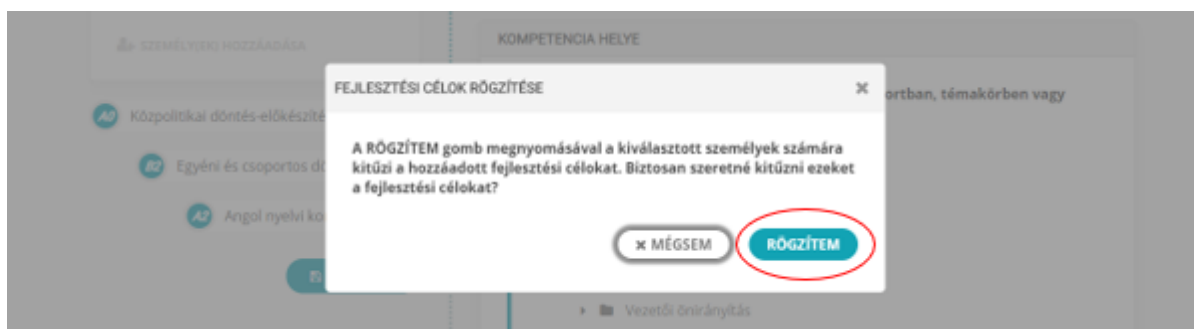 SZEMÉLY(EK) HOZZÁADÁSA
KOMPETENCIA HELYE
FEJLESZTÉSI CÉLOK RÖGZÍTÉSE
ortban, témakörben vagy
A0 Közpolitikai döntés-előkészíté
A RÖGZÍTEM gomb megnyomásával a kiválasztott személyek számára
kitűzi a hozzáadott fejlesztési célokat. Biztosan szeretné kitűzni ezeket
a fejlesztési célokat?
Egyéni és csoportos dö
A2 Angol nyelvi ko
× MÉGSEM
RÖGZÍTEM
Vezetői önirányítás